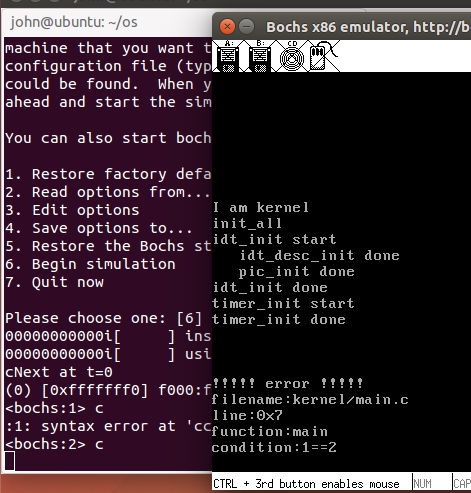 john@ubuntu: ~/os
machine that you want t
configuration file (typ
could be found. When y
ahead and start the sim
You can also start boch
1. Restore factory defa
2. Read options from...
3. Edit options
4. Save options to...
5. Restore the Bochs st
6. Begin simulation
7. Quit now
Please choose one: [6]
00000000000i[ ] ins
00000000000i[ ] usi
cNext at t=0
(0) [0xfffffff0] f000:f
<bochs:1> c
:1: syntax error at 'cc
<bochs:2> c
Bochs x86 emulator, http://b
A: B: CD
I am kernel
init_all
idt_init start
idt_desc_init done
pic_init done
idt_init done
timer_init start
timer_init done
!!!!! error !!!!!
filename:kernel/main.c
line:0x7
function:main
condition:1==2
CTRL + 3rd button enables mouse NUM CAP